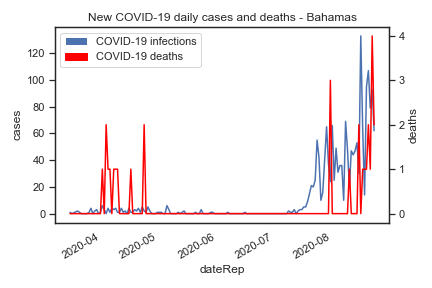 New COVID-19 daily cases and deaths - Bahamas
COVID-19 infections
COVID-19 deaths
cases
120
100
80
60
40
20
0
deaths
4
3
2
1
0
2020-04
2020-05
2020-06
2020-07
2020-08
dateRep